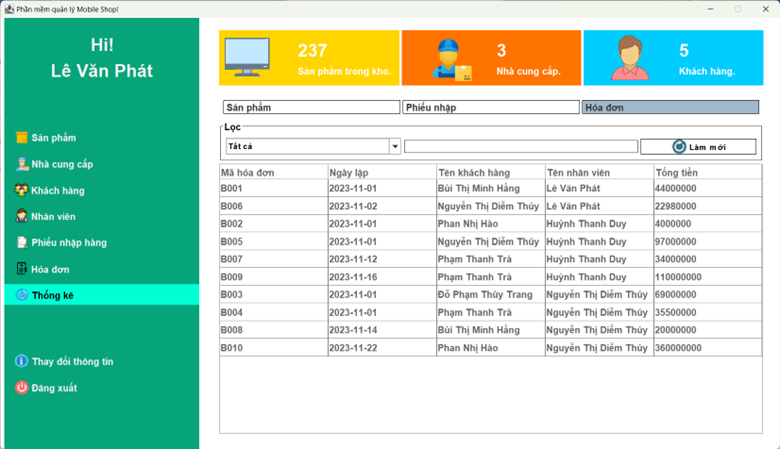 Phần mềm quản lý Mobile Shop!
Hi!
Lê Văn Phát
Sản phẩm
Nhà cung cấp
Khách hàng
Nhân viên
Phiếu nhập hàng
Hóa đơn
Thống kê
Thay đổi thông tin
Đăng xuất
237
Sản phẩm trong kho.
3
Nhà cung cấp.
5
Khách hàng.
Sản phẩm Phiếu nhập Hóa đơn
Lọc
Tất cả Làm mới
Mã hóa đơn Ngày lập Tên khách hàng Tên nhân viên Tổng tiền
B001 2023-11-01 Bùi Thị Minh Hằng Lê Văn Phát 44000000
B006 2023-11-02 Nguyễn Thị Diễm Thúy Lê Văn Phát 22980000
B002 2023-11-01 Phan Nhị Hào Huỳnh Thanh Duy 4000000
B005 2023-11-01 Nguyễn Thị Diễm Thúy Huỳnh Thanh Duy 97000000
B007 2023-11-12 Phạm Thanh Trà Huỳnh Thanh Duy 34000000
B009 2023-11-16 Phạm Thanh Trà Huỳnh Thanh Duy 110000000
B003 2023-11-01 Đỗ Phạm Thùy Trang Nguyễn Thị Diễm Thúy 69000000
B004 2023-11-01 Phạm Thanh Trà Nguyễn Thị Diễm Thúy 35500000
B008 2023-11-14 Bùi Thị Minh Hằng Nguyễn Thị Diễm Thúy 20000000
B010 2023-11-22 Phan Nhị Hào Nguyễn Thị Diễm Thúy 360000000